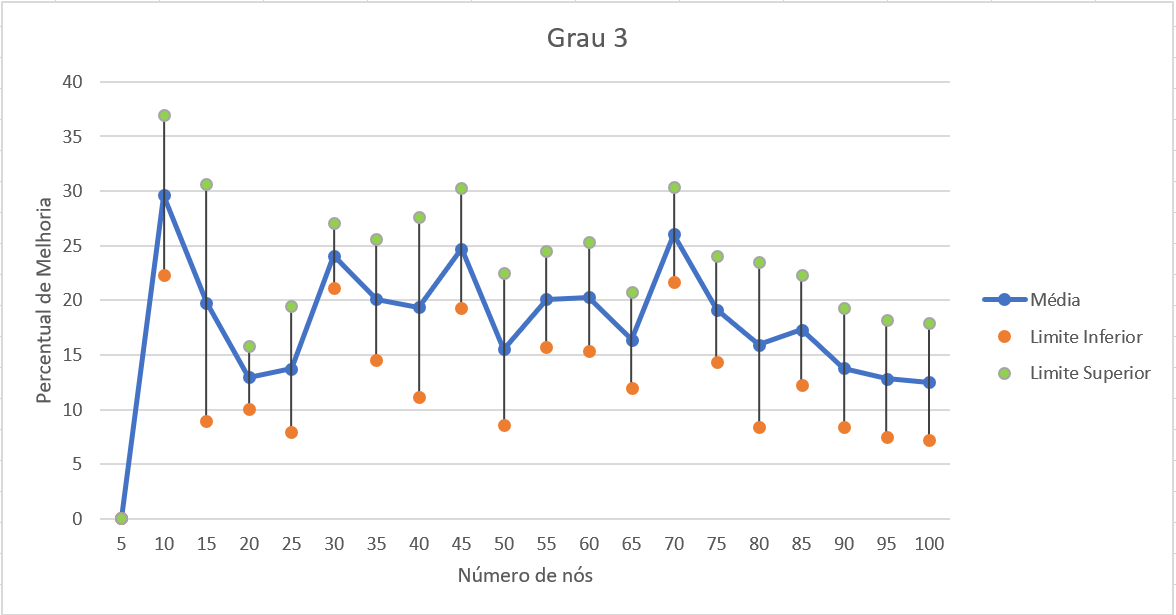 Grau 3
Percentual de Melhoria
40
35
30
25
20
15
10
5
0
5 10 15 20 25 30 35 40 45 50 55 60 65 70 75 80 85 90 95 100
Número de nós
Média
Limite Inferior
Limite Superior